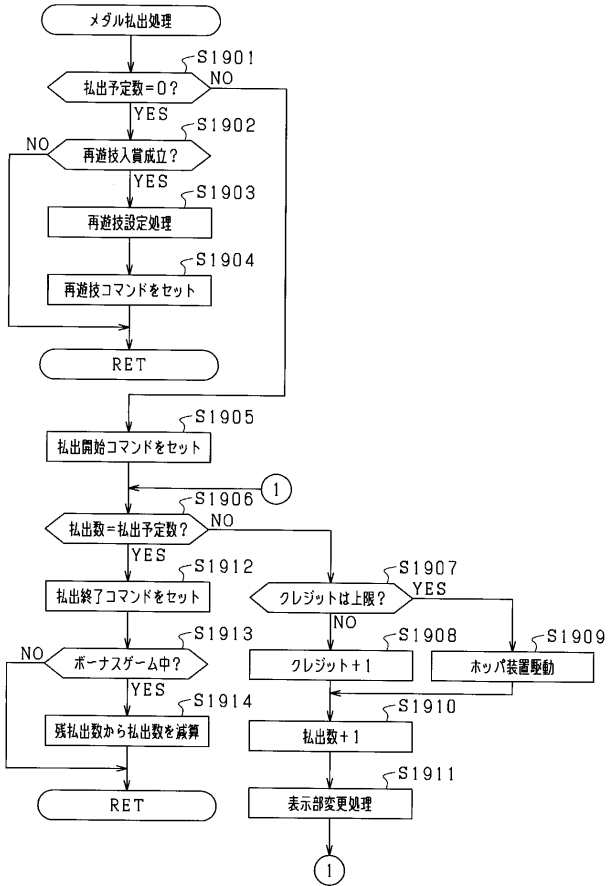 メダル払出処理
S1901
払出予定数=0?
NO
YES
S1902
NO
再遊技入賞成立?
YES
S1903
再遊技設定処理
S1904
再遊技コマンドをセット
RET
S1905
払出開始コマンドをセット
1
S1906
払出数=払出予定数?
NO
YES
S1912
払出終了コマンドをセット
S1913
NO
ボーナスゲーム中?
YES
S1914
残払出数から払出数を減算
RET
S1907
クレジットは上限?
YES
NO
S1908
クレジット+1
S1909
ホッパ装置駆動
S1910
払出数+1
S1911
表示部変更処理
1